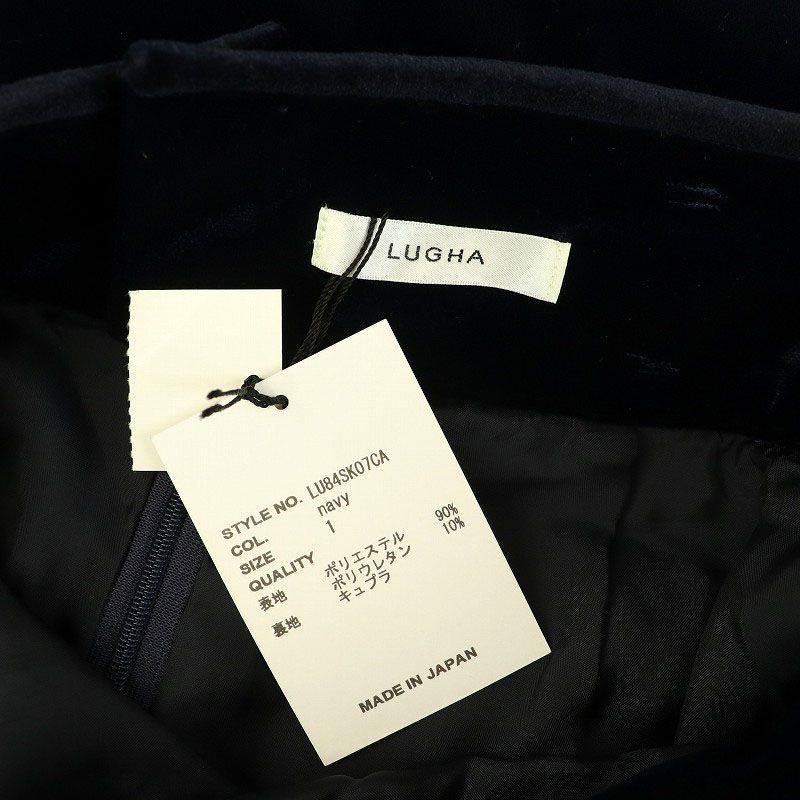 LUGHA
STYLE NO. LU84SK07CA
COL. navy
SIZE 1
QUALITY
表地 ポリエステル 90%
ポリウレタン 10%
裏地 キュプラ
MADE IN JAPAN